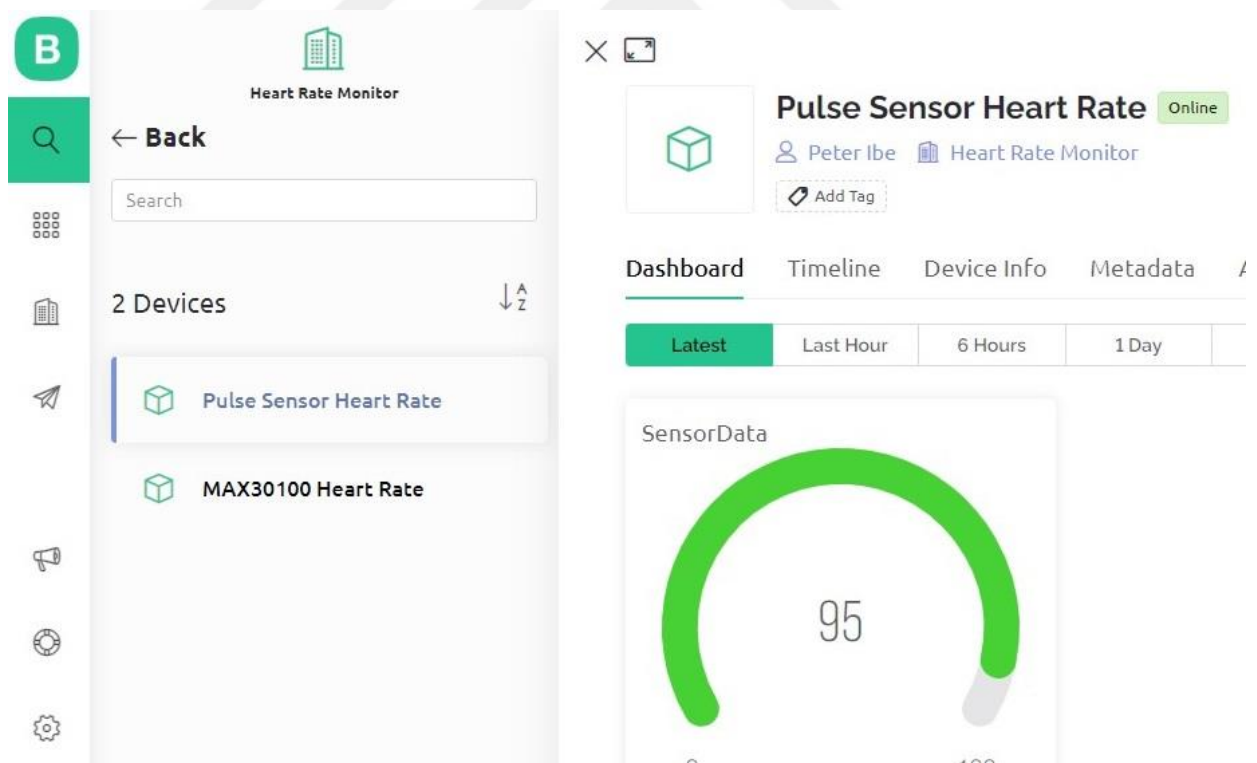 B
Heart Rate Monitor
← Back
Search
2 Devices
A
Z
Pulse Sensor Heart Rate
MAX30100 Heart Rate
Pulse Sensor Heart Rate Online
Peter Ibe Heart Rate Monitor
Add Tag
Dashboard Timeline Device Info Metadata
Latest Last Hour 6 Hours 1 Day
SensorData
95